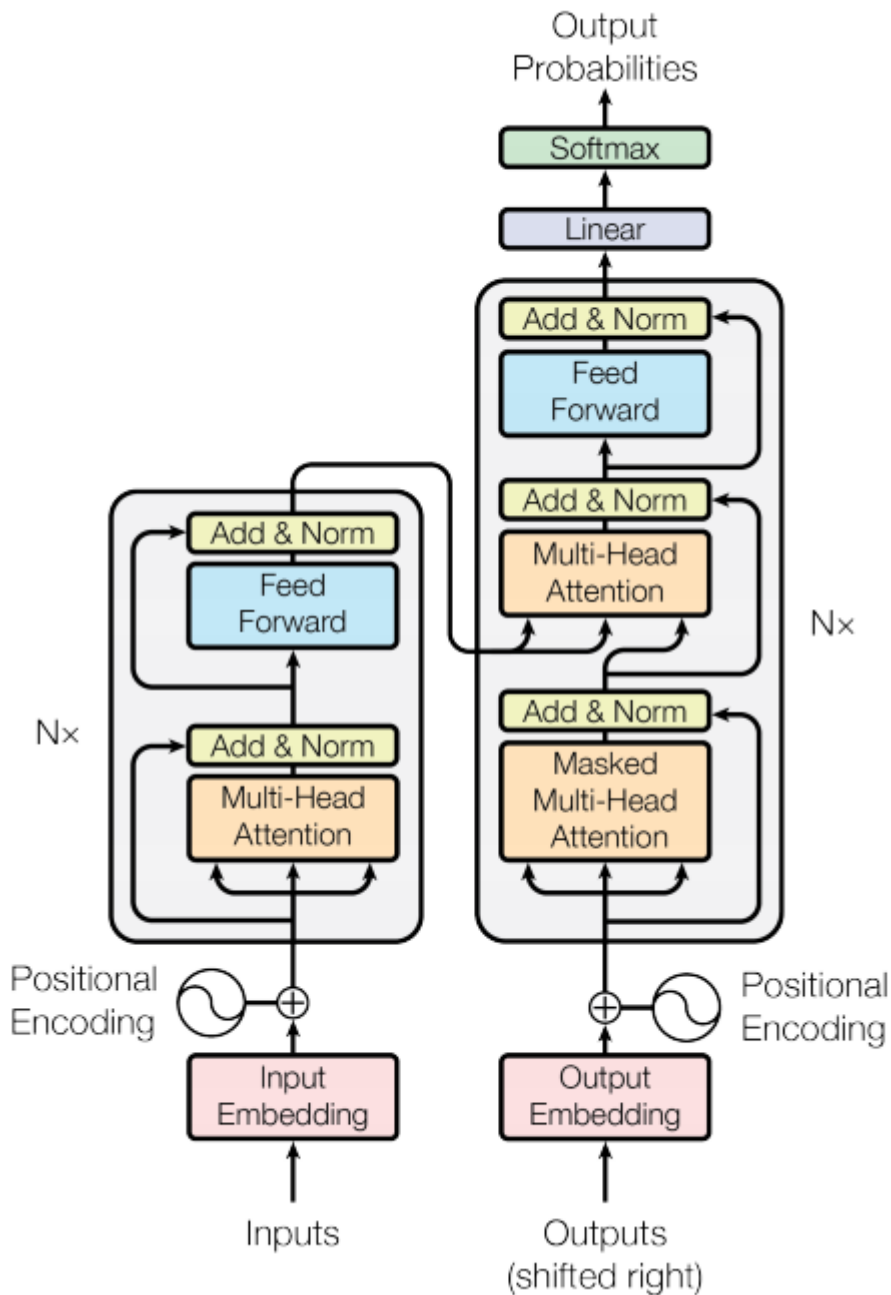 Output
Probabilities
Softmax
Linear
Add & Norm
Feed
Forward
Add & Norm
Multi-Head
Attention
Add & Norm
Masked
Multi-Head
Attention
N×
Add & Norm
Feed
Forward
Add & Norm
Multi-Head
Attention
N×
Positional
Encoding
Positional
Encoding
Input
Embedding
Output
Embedding
Inputs
Outputs
(shifted right)